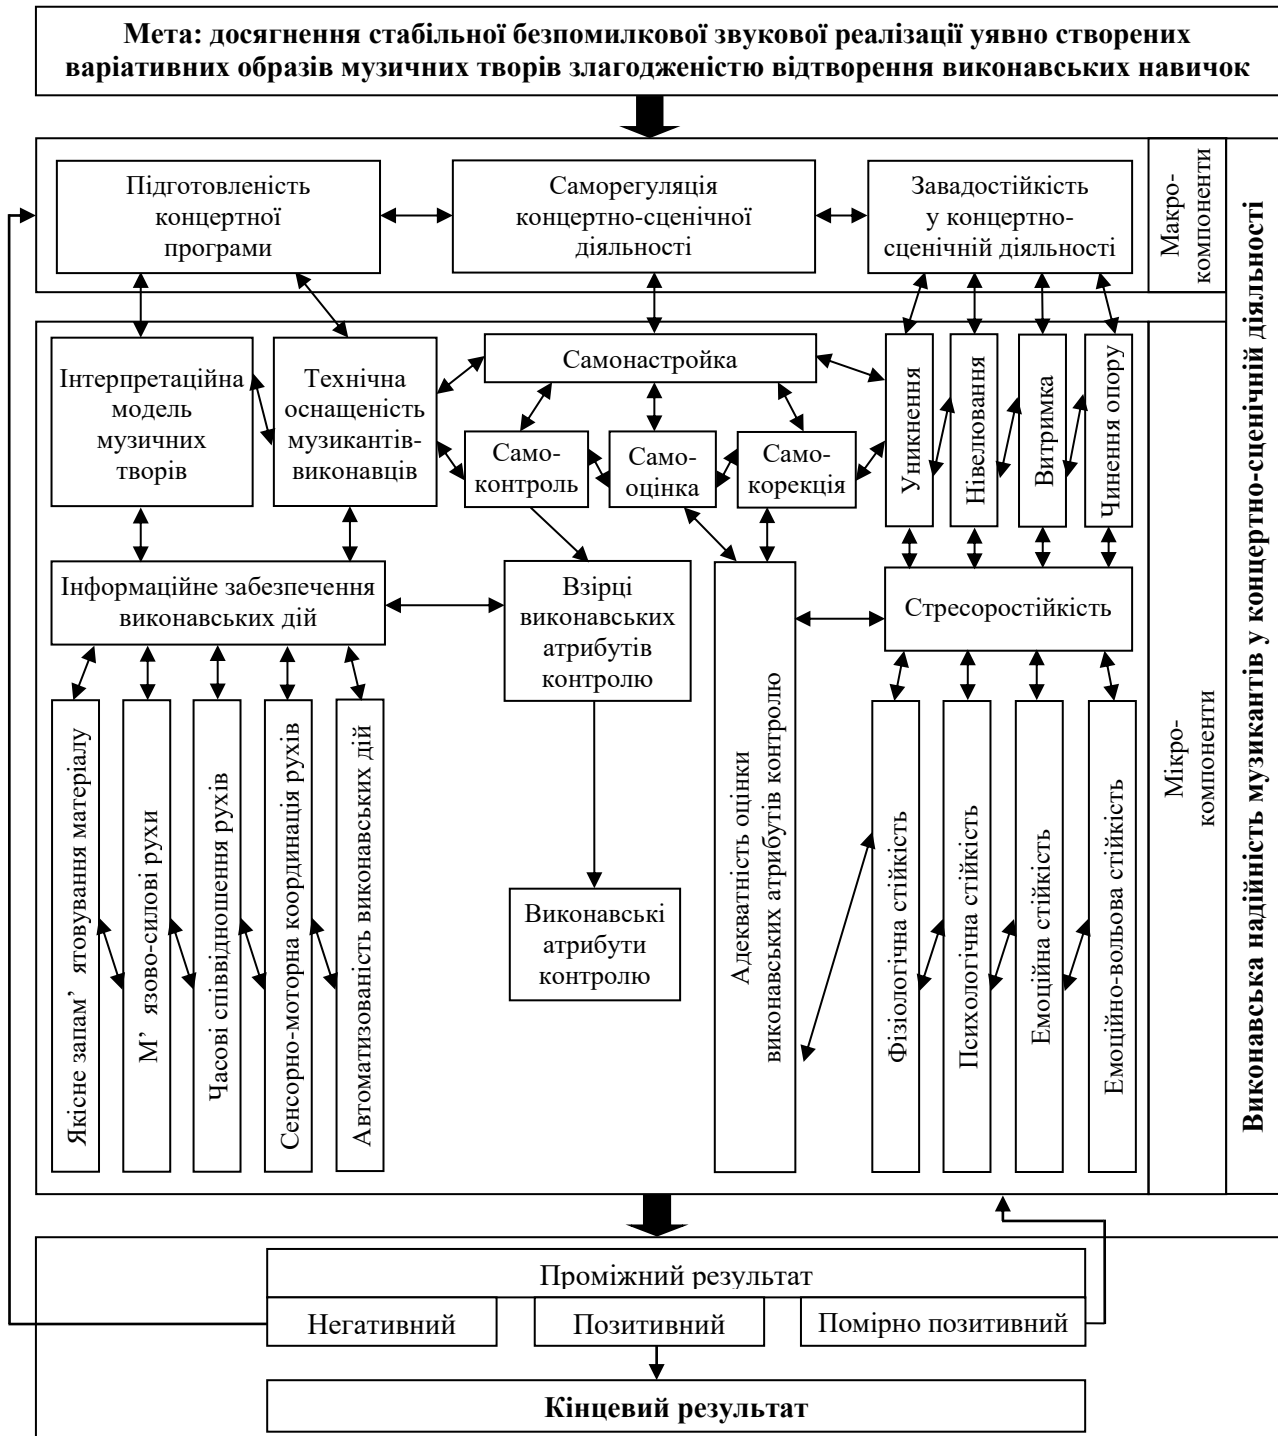 Мета: досягнення стабільної безпомилкової звукової реалізації уявно створених
варіативних образів музичних творів злагодженістю відтворення виконавських навичок
Підготовленість
концертної
програми
Саморегуляція
концертно-сценічної
діяльності
Завадостійкість
у концертно-
сценічній діяльності
Макро-
компоненти
Виконавська надійність музикантів у концертно-сценічній діяльності
Інтерпретаційна
модель
музичних
творів
Технічна
оснащеність
музикантів-
виконавців
Самонастройка
Само-
контроль
Само-
оцінка
Само-
корекція
Уникнення
Нівелювання
Витримка
Чинення опору
Інформаційне забезпечення
виконавських дій
Взірці
виконавських
атрибутів
контролю
Стресоростійкість
Якісне запам’ ятовування матеріалу
М’ язово-силові рухи
Часові співвідношення рухів
Сенсорно-моторна координація рухів
Автоматизованість виконавських дій
Виконавські
атрибути
контролю
Адекватність оцінки
виконавських атрибутів контролю
Фізіологічна стійкість
Психологічна стійкість
Емоційна стійкість
Емоційно-вольова стійкість
Мікро-
компоненти
Проміжний результат
Негативний
Позитивний
Помірно позитивний
Кінцевий результат